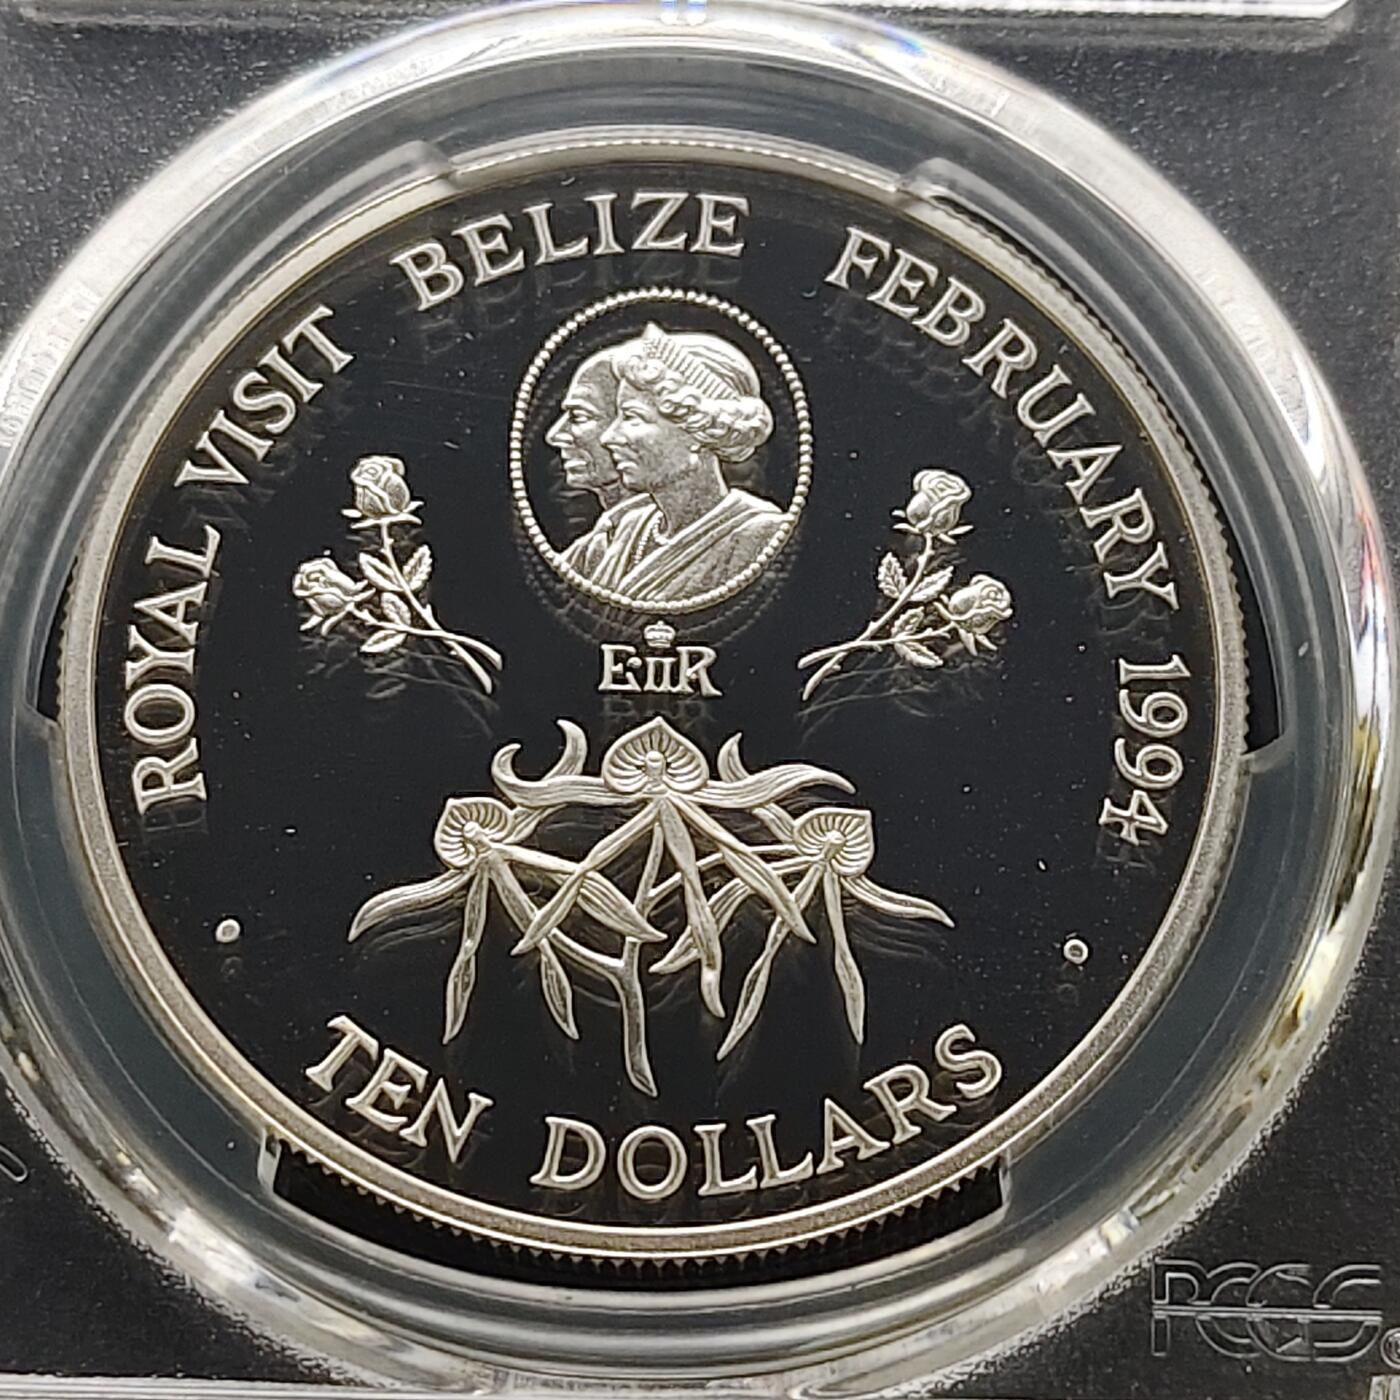 ROYAL VISIT BELIZE FEBRUARY 1994
EIIR
TEN DOLLARS
PCGS